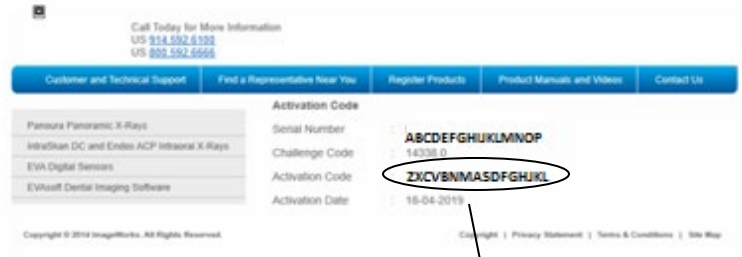 Call Today for More Information
US 914.592.6100
US 800.592.6666
Customer and Technical Support
Find a Representative Near You
Register Products
Product Manuals and Videos
Contact Us
Panoura Panoramic X-Rays
IntraSkan DC and Endos ACP Intraoral X-Rays
EVA Digital Sensors
EVAsoft Dental Imaging Software
Activation Code
Serial Number : ABCDEFGHIJKLMNOP
Challenge Code : 14338.0
Activation Code : ZXCVBNMASDFGHJKL
Activation Date : 18-04-2019
Copyright © 2014 ImageWorks. All Rights Reserved.
Copyright | Privacy Statement | Terms & Conditions | Site Map